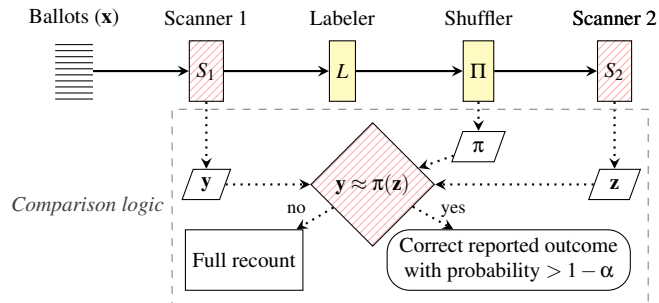 Ballots (x) Scanner 1 Labeler Shuffler Scanner 2
S₁ L Π S₂
π
y y ≈ π(z) z
Comparison logic
no yes
Full recount
Correct reported outcome
with probability > 1 − α